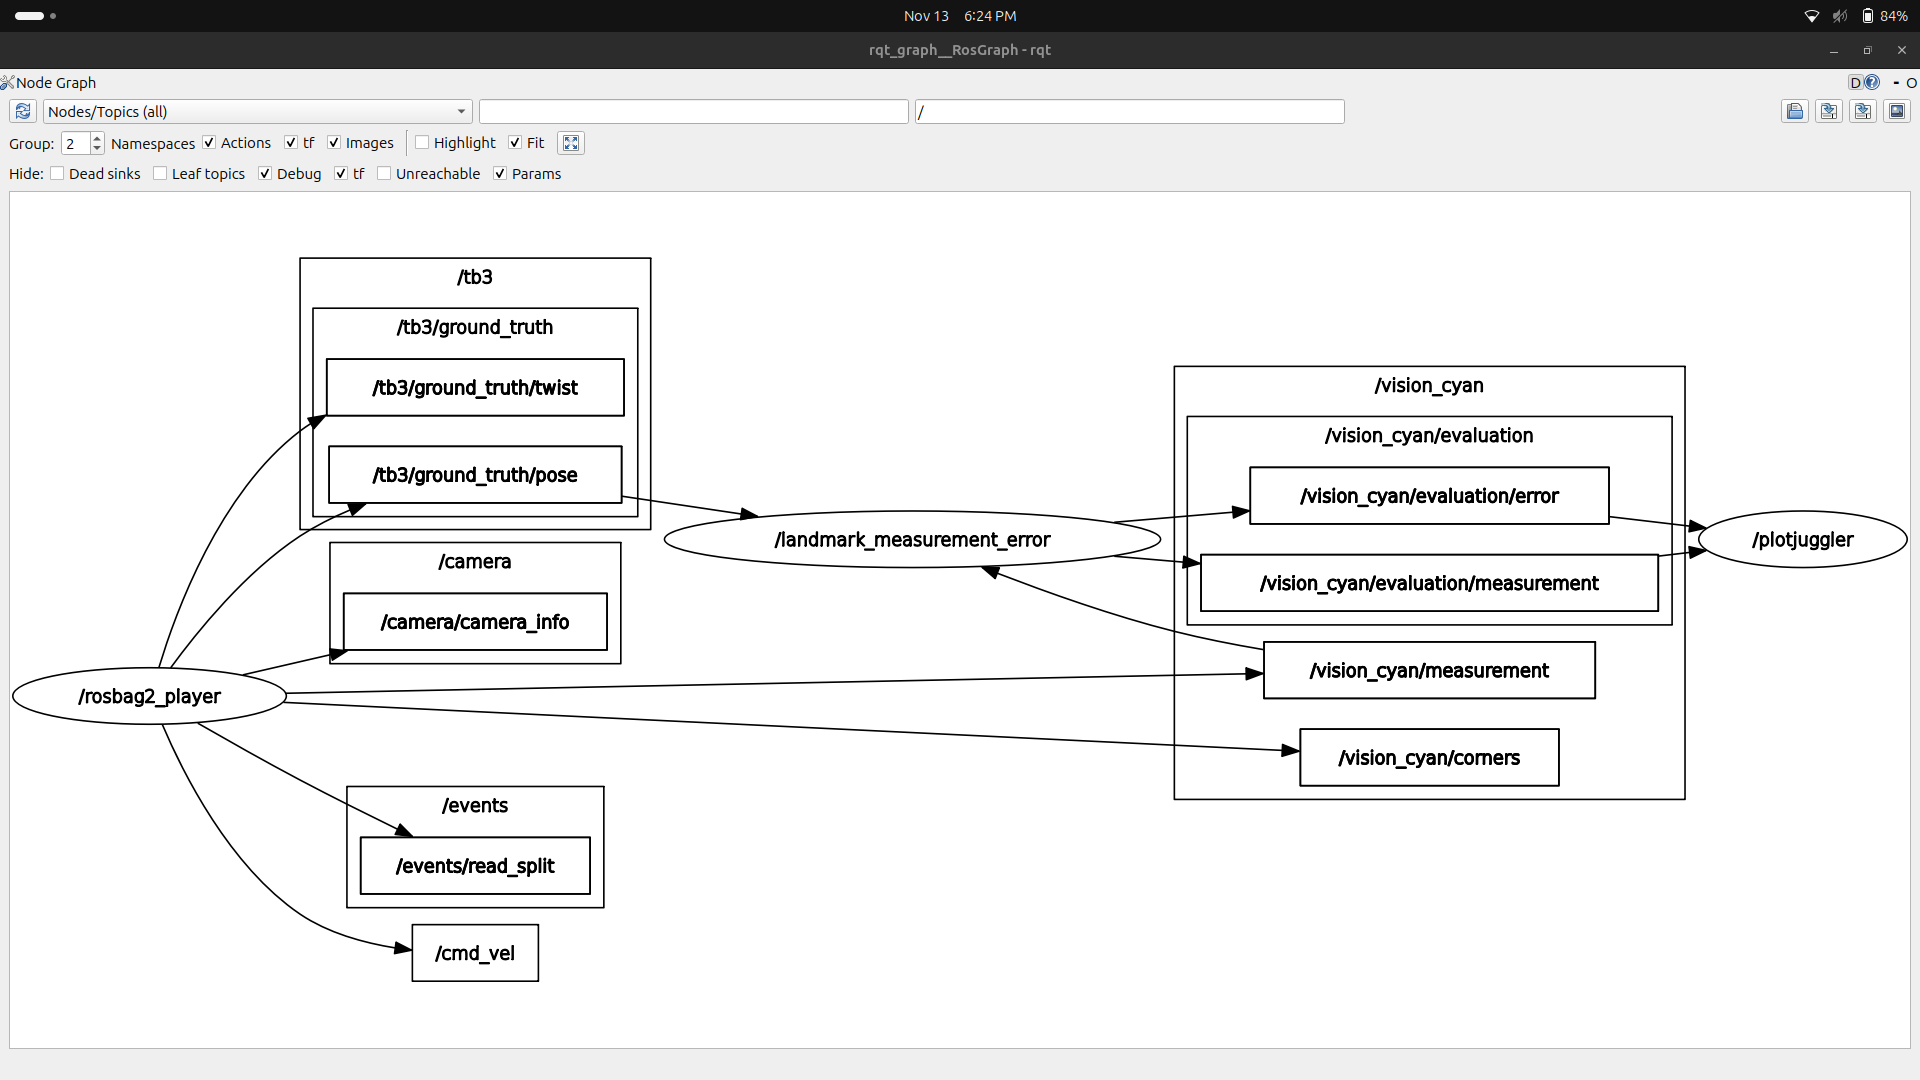 Nov 13 6:24 PM
84%
rqt_graph__RosGraph - rqt
Node Graph
D
- O
Nodes/Topics (all)
/
Group: 2 Namespaces Actions tf Images Highlight Fit
Hide: Dead sinks Leaf topics Debug tf Unreachable Params
/tb3
/tb3/ground_truth
/tb3/ground_truth/twist
/tb3/ground_truth/pose
/camera
/camera/camera_info
/rosbag2_player
/events
/events/read_split
/cmd_vel
/landmark_measurement_error
/vision_cyan
/vision_cyan/evaluation
/vision_cyan/evaluation/error
/vision_cyan/evaluation/measurement
/vision_cyan/measurement
/vision_cyan/corners
/plotjuggler